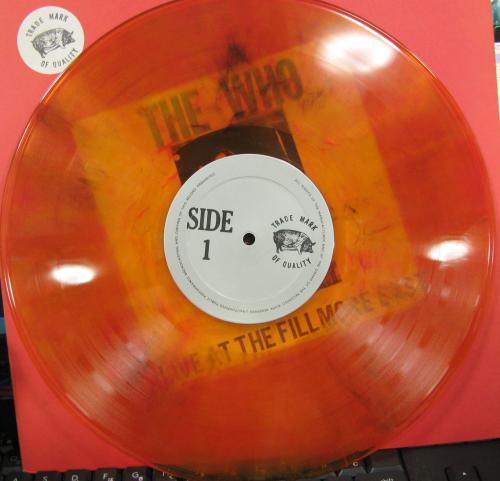 TRADE MARK
OF QUALITY
THE WHO
SIDE
1
TRADE MARK
OF QUALITY
LIVE AT THE FILLMORE EAST